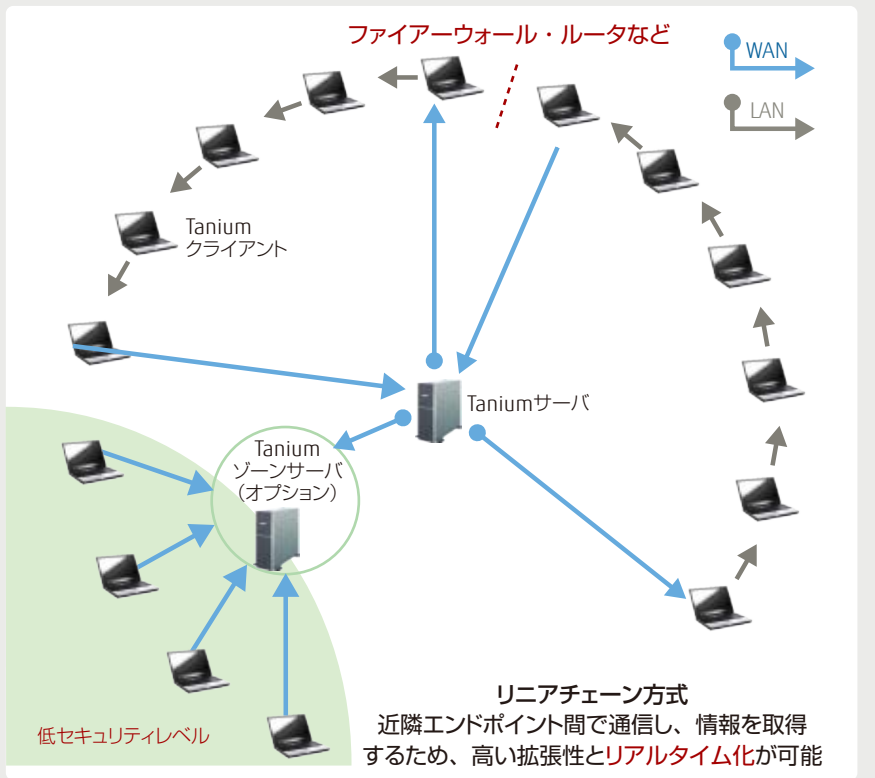 ファイアーウォール・ルータなど
WAN
LAN
Tanium
クライアント
Taniumサーバ
Tanium
ゾーンサーバ
（オプション）
低セキュリティレベル
リニアチェーン方式
近隣エンドポイント間で通信し、情報を取得
するため、高い拡張性とリアルタイム化が可能